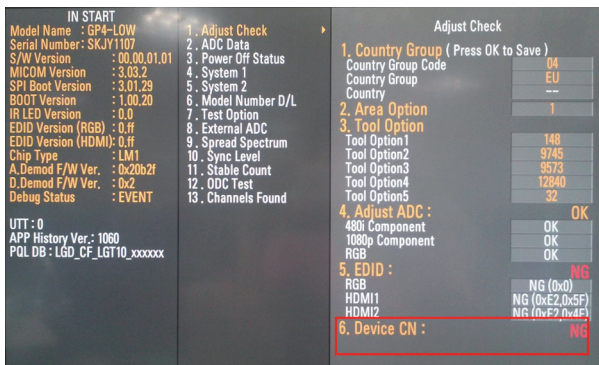 IN START
Model Name : GP4-LOW
Serial Number : SKJY1107
S/W Version : 00,00,01.01
MICOM Version : 3.03,2
SPI Boot Version : 3,01,29
BOOT Version : 1,00,20
IR LED Version : 0,0
EDID Version (RGB) : 0,ff
EDID Version (HDMI): 0,ff
Chip Type : LM1
A.Demod F/W Ver. : 0x20b2f
D.Demod F/W Ver. : 0x2
Debug Status : EVENT
UTT : 0
APP History Ver.: 1060
PQL DB : LGD_CF_LGT10_xxxxxx
1. Adjust Check
2. ADC Data
3. Power Off Status
4. System 1
5. System 2
6. Model Number D/L
7. Test Option
8. External ADC
9. Spread Spectrum
10. Sync Level
11. Stable Count
12. ODC Test
13. Channels Found
Adjust Check
1. Country Group ( Press OK to Save )
Country Group Code 04
Country Group EU
Country --
2. Area Option 1
3. Tool Option
Tool Option1 148
Tool Option2 9745
Tool Option3 9573
Tool Option4 12840
Tool Option5 32
4. Adjust ADC : OK
480i Component OK
1080p Component OK
RGB OK
5. EDID : NG
RGB NG (0x0)
HDMI1 NG (0xE2,0x5F)
HDMI2 NG (0xE2,0x4F)
6. Device CN : NG